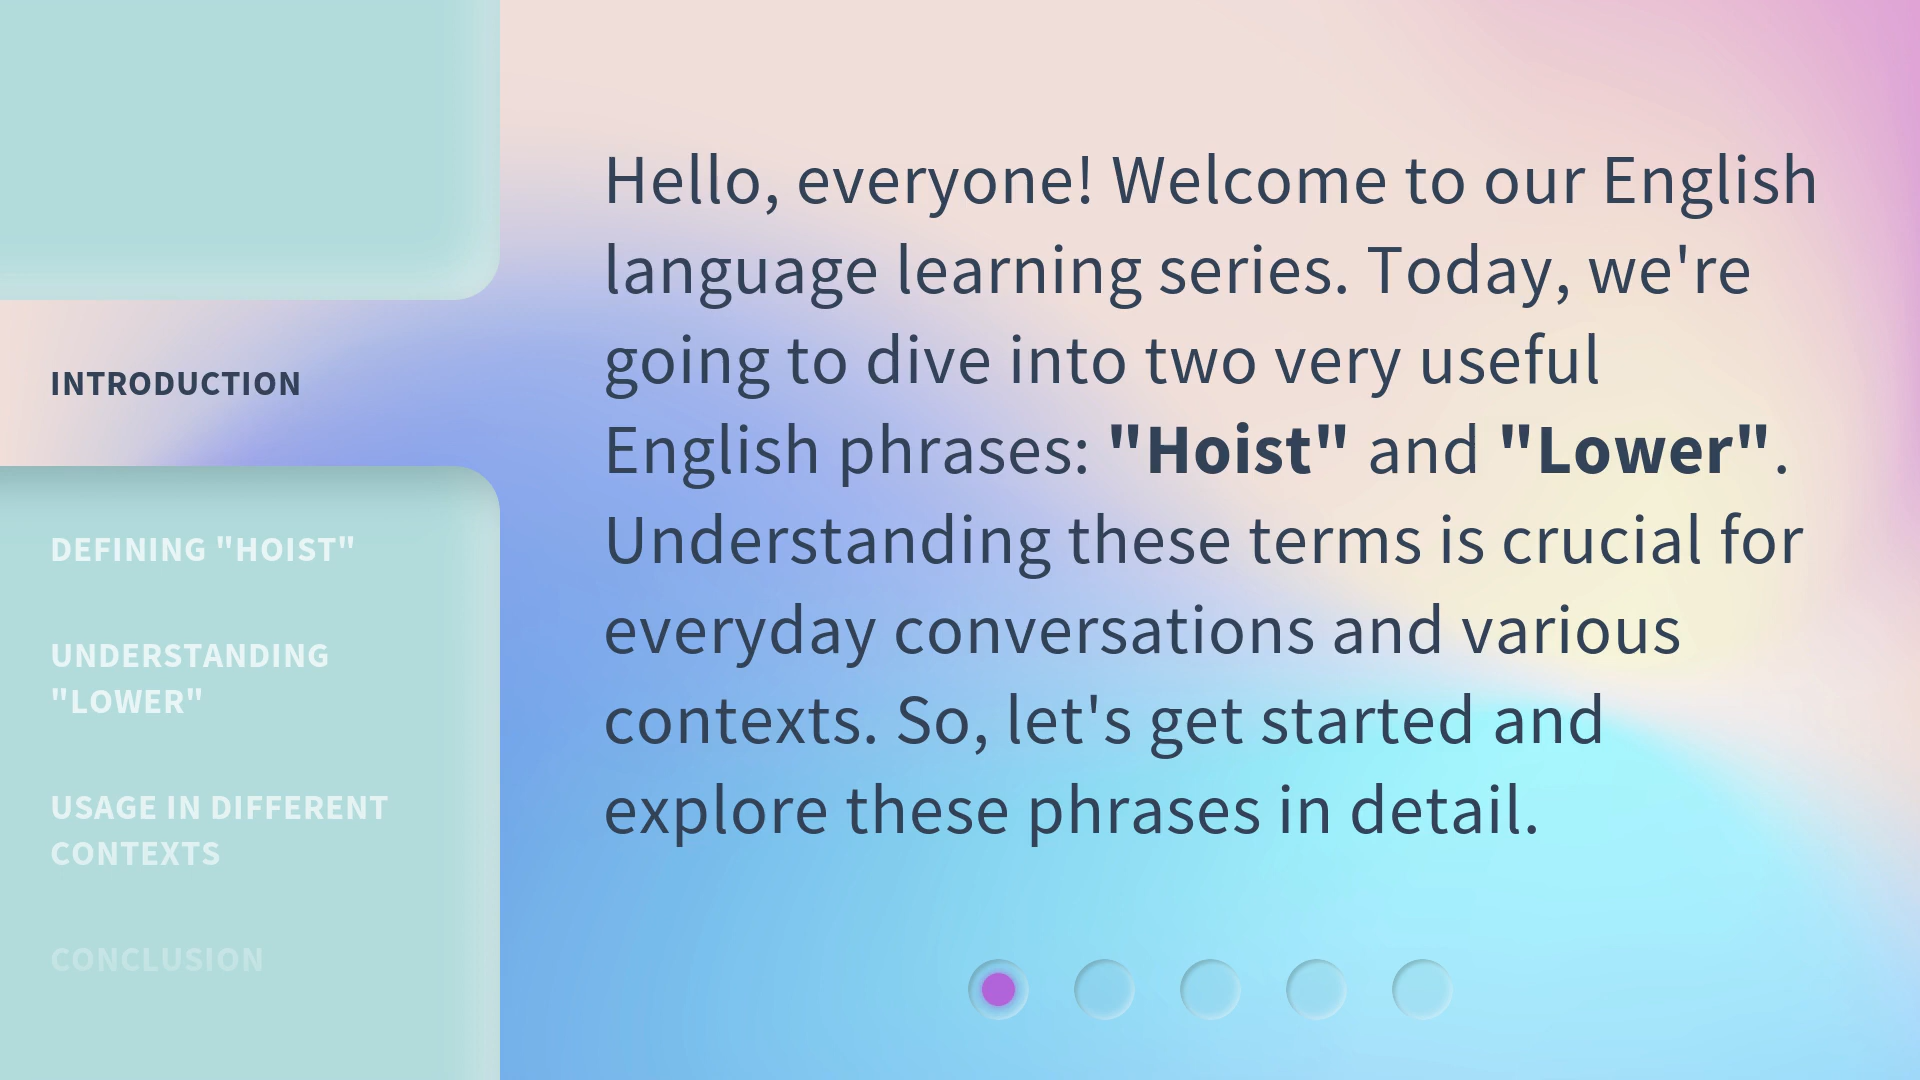 INTRODUCTION
DEFINING "HOIST"
UNDERSTANDING
"LOWER"
USAGE IN DIFFERENT
CONTEXTS
CONCLUSION
Hello, everyone! Welcome to our English
language learning series. Today, we're
going to dive into two very useful
English phrases: "Hoist" and "Lower".
Understanding these terms is crucial for
everyday conversations and various
contexts. So, let's get started and
explore these phrases in detail.